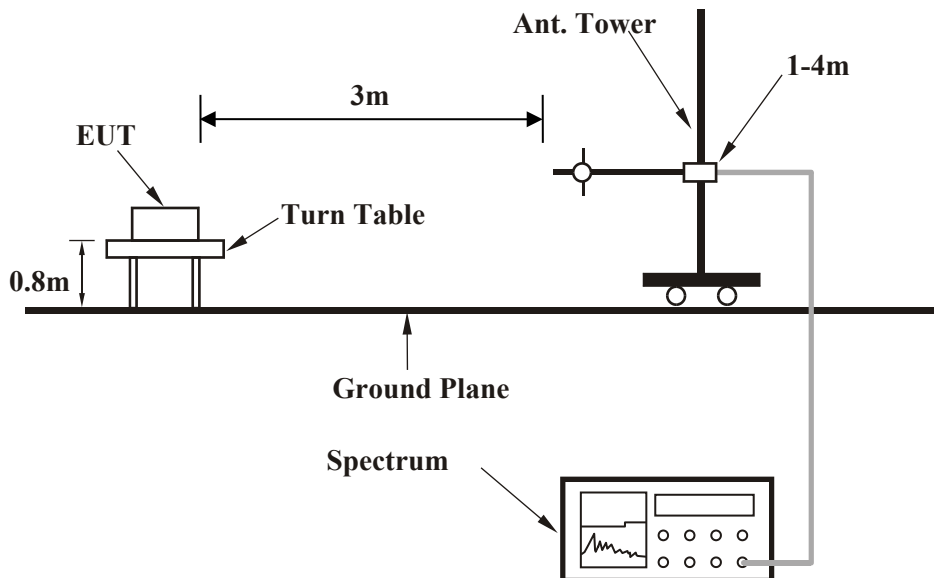 Ant. Tower
1-4m
3m
EUT
Turn Table
0.8m
Ground Plane
Spectrum